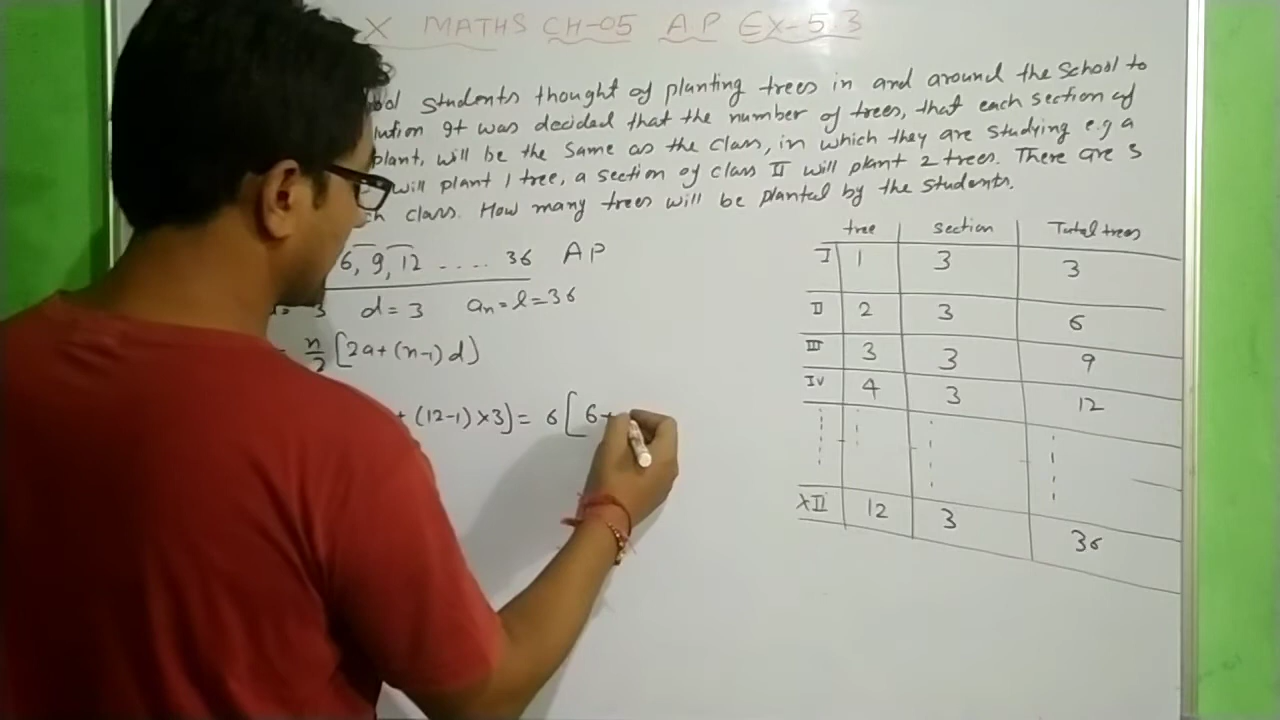 X MATHS CH-05 A.P EX-5.3
ool students thought of planting trees in and around the School to
lution It was decided that the number of trees, that each section of
plant, will be the same as the class, in which they are studying e.g a
will plant 1 tree, a section of class II will plant 2 trees. There are 3
class. How many trees will be planted by the students.
6, 9, 12 .... 36 AP
3 d = 3 an = l = 36
n/2 [2a+(n-1)d]
+ (12-1)×3] = 6[6+
tree section Total trees
I 1 3 3
II 2 3 6
III 3 3 9
IV 4 3 12
XII 12 3 36